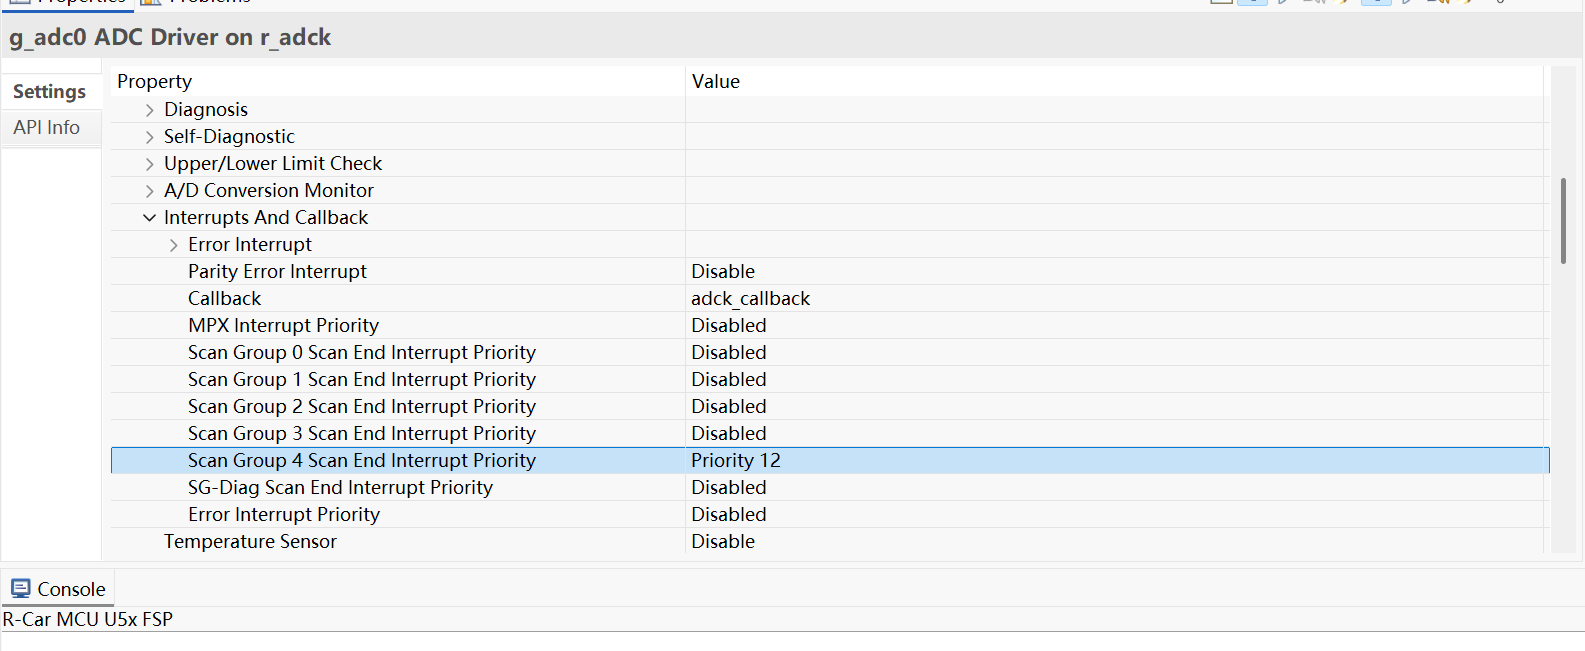 Properties Problems
g_adc0 ADC Driver on r_adck
Settings
API Info
Property Value
Diagnosis
Self-Diagnostic
Upper/Lower Limit Check
A/D Conversion Monitor
Interrupts And Callback
Error Interrupt
Parity Error Interrupt Disable
Callback adck_callback
MPX Interrupt Priority Disabled
Scan Group 0 Scan End Interrupt Priority Disabled
Scan Group 1 Scan End Interrupt Priority Disabled
Scan Group 2 Scan End Interrupt Priority Disabled
Scan Group 3 Scan End Interrupt Priority Disabled
Scan Group 4 Scan End Interrupt Priority Priority 12
SG-Diag Scan End Interrupt Priority Disabled
Error Interrupt Priority Disabled
Temperature Sensor Disable
Console
R-Car MCU U5x FSP